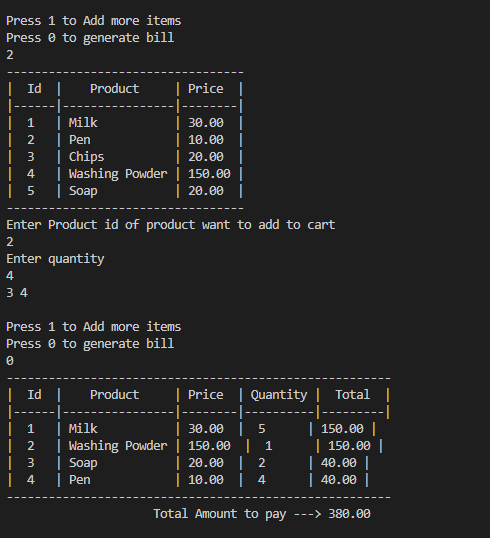 Press 1 to Add more items
Press 0 to generate bill
2
----------------------------------
|  Id  |    Product     | Price  |
|------|----------------|--------|
|  1   | Milk           | 30.00  |
|  2   | Pen            | 10.00  |
|  3   | Chips          | 20.00  |
|  4   | Washing Powder | 150.00 |
|  5   | Soap           | 20.00  |
----------------------------------
Enter Product id of product want to add to cart
2
Enter quantity
4
3 4

Press 1 to Add more items
Press 0 to generate bill
0
-------------------------------------------------------
|  Id  |    Product     | Price  | Quantity |  Total  |
|------|----------------|--------|----------|---------|
|  1   | Milk           | 30.00  |  5      | 150.00 |
|  2   | Washing Powder | 150.00  |  1      | 150.00 |
|  3   | Soap           | 20.00  |  2      | 40.00 |
|  4   | Pen            | 10.00  |  4      | 40.00 |
-------------------------------------------------------
                     Total Amount to pay ---> 380.00